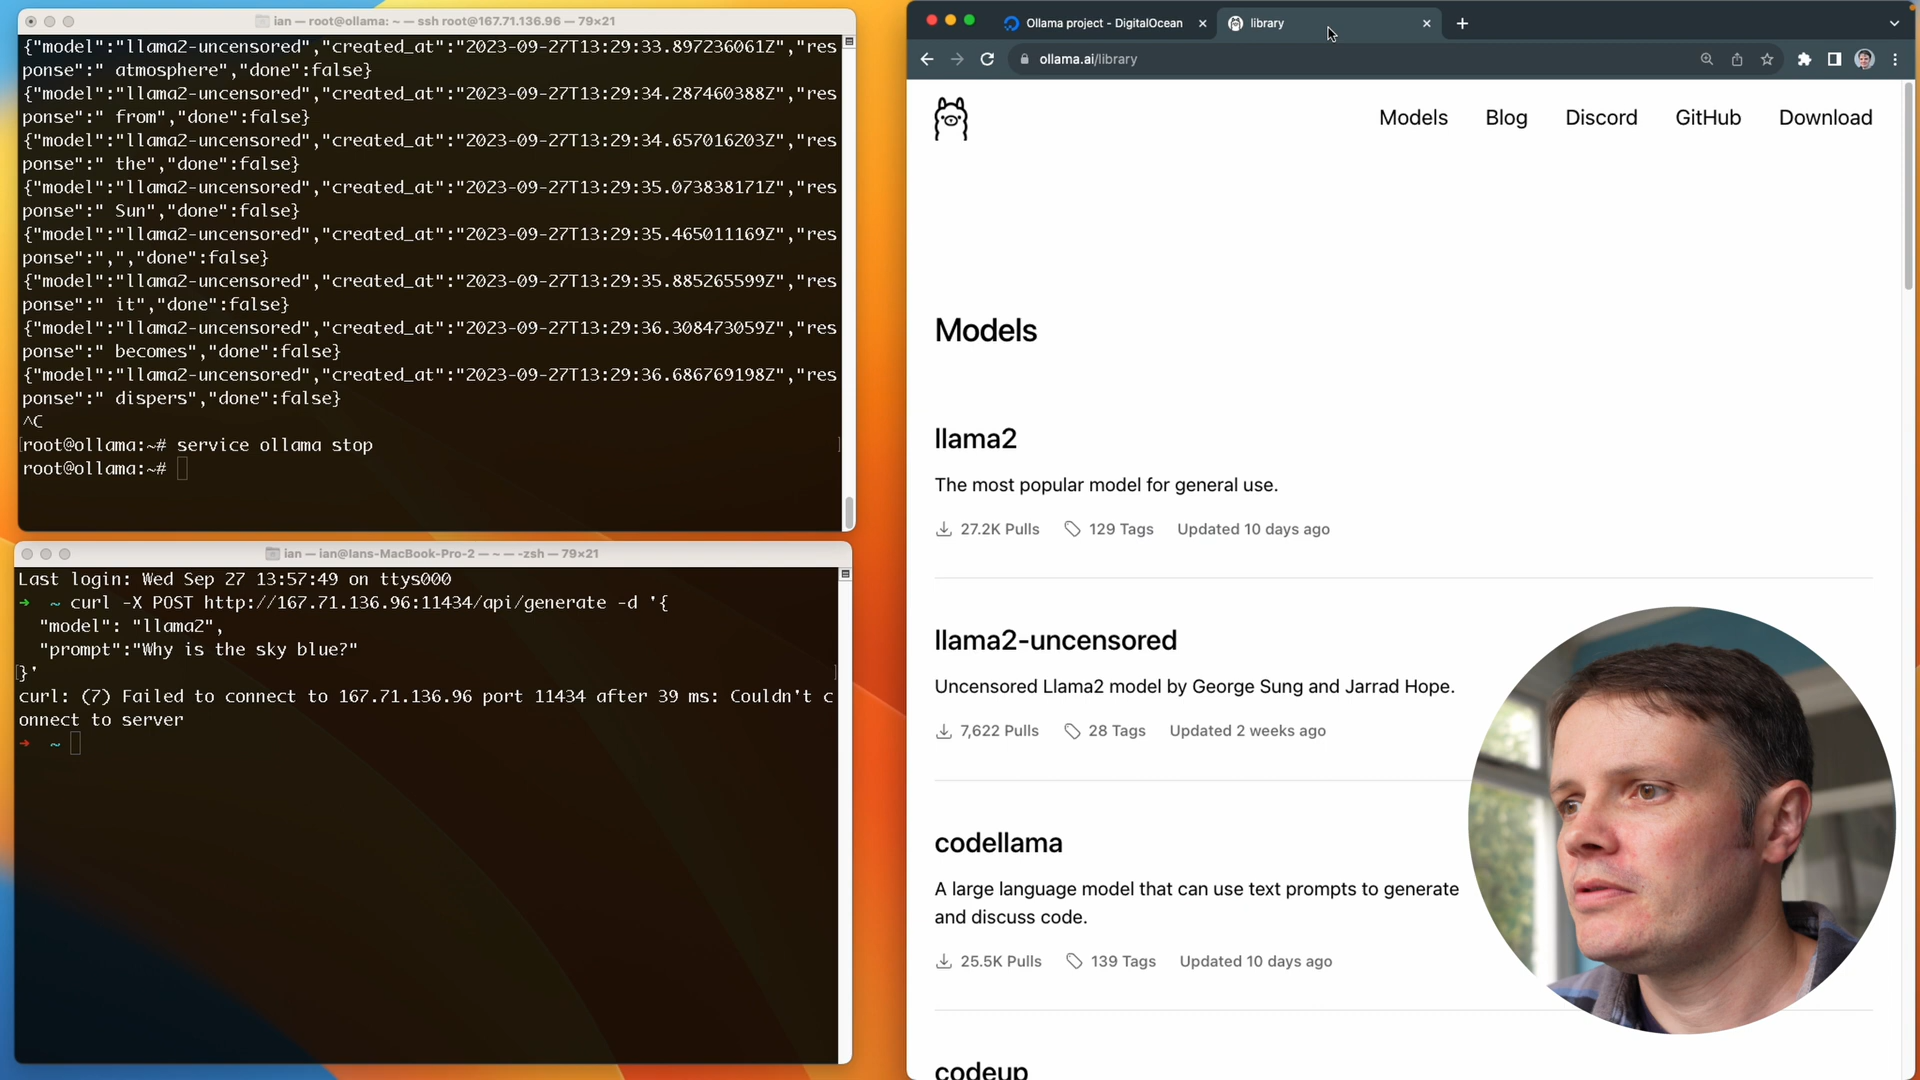 ian — root@ollama: ~ — ssh root@167.71.136.96 — 79×21
{"model":"llama2-uncensored","created_at":"2023-09-27T13:29:33.897236061Z","res
ponse":" atmosphere","done":false}
{"model":"llama2-uncensored","created_at":"2023-09-27T13:29:34.287460388Z","res
ponse":" from","done":false}
{"model":"llama2-uncensored","created_at":"2023-09-27T13:29:34.657016203Z","res
ponse":" the","done":false}
{"model":"llama2-uncensored","created_at":"2023-09-27T13:29:35.073838171Z","res
ponse":" Sun","done":false}
{"model":"llama2-uncensored","created_at":"2023-09-27T13:29:35.465011169Z","res
ponse":",","done":false}
{"model":"llama2-uncensored","created_at":"2023-09-27T13:29:35.885265599Z","res
ponse":" it","done":false}
{"model":"llama2-uncensored","created_at":"2023-09-27T13:29:36.308473059Z","res
ponse":" becomes","done":false}
{"model":"llama2-uncensored","created_at":"2023-09-27T13:29:36.686769198Z","res
ponse":" dispers","done":false}
^C
[root@ollama:~# service ollama stop ]
root@ollama:~#
ian — ian@Ians-MacBook-Pro-2 — ~ — -zsh — 79×21
Last login: Wed Sep 27 13:57:49 on ttys000
→ ~ curl -X POST http://167.71.136.96:11434/api/generate -d '{
"model": "llama2",
"prompt":"Why is the sky blue?"
[}' ]
curl: (7) Failed to connect to 167.71.136.96 port 11434 after 39 ms: Couldn't c
onnect to server
→ ~
Ollama project - DigitalOcean
library
ollama.ai/library
Models Blog Discord GitHub Download
Models
llama2
The most popular model for general use.
27.2K Pulls 129 Tags Updated 10 days ago
llama2-uncensored
Uncensored Llama2 model by George Sung and Jarrad Hope.
7,622 Pulls 28 Tags Updated 2 weeks ago
codellama
A large language model that can use text prompts to generate
and discuss code.
25.5K Pulls 139 Tags Updated 10 days ago
codeup